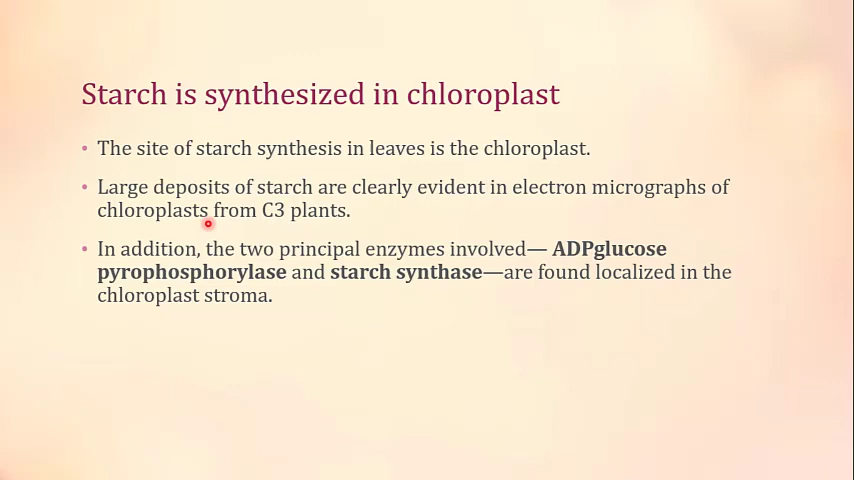 Starch is synthesized in chloroplast
• The site of starch synthesis in leaves is the chloroplast.
• Large deposits of starch are clearly evident in electron micrographs of
chloroplasts from C3 plants.
• In addition, the two principal enzymes involved— ADPglucose
pyrophosphorylase and starch synthase—are found localized in the
chloroplast stroma.